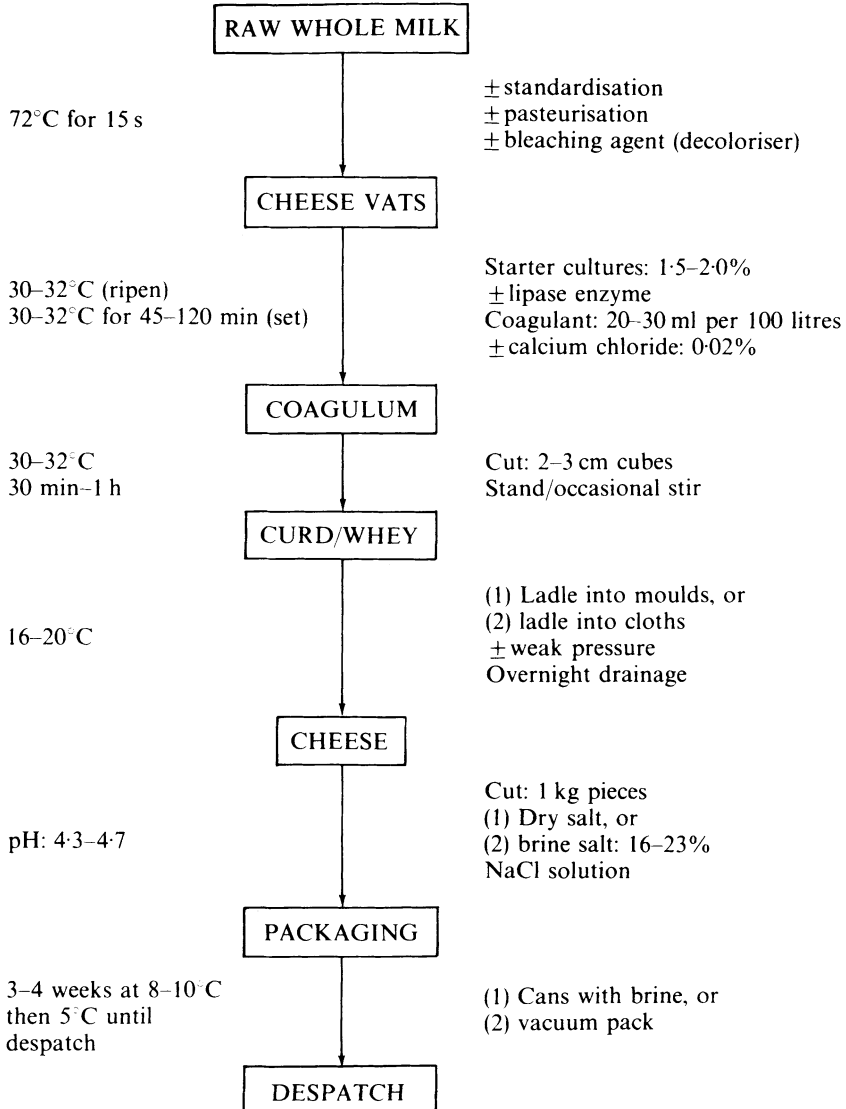 RAW WHOLE MILK
72°C for 15 s
±standardisation
±pasteurisation
±bleaching agent (decoloriser)
CHEESE VATS
30–32°C (ripen)
30–32°C for 45–120 min (set)
Starter cultures: 1·5–2·0%
±lipase enzyme
Coagulant: 20–30 ml per 100 litres
±calcium chloride: 0·02%
COAGULUM
30–32°C
30 min–1 h
Cut: 2–3 cm cubes
Stand/occasional stir
CURD/WHEY
16–20°C
(1) Ladle into moulds, or
(2) ladle into cloths
±weak pressure
Overnight drainage
CHEESE
pH: 4·3–4·7
Cut: 1 kg pieces
(1) Dry salt, or
(2) brine salt: 16–23%
NaCl solution
PACKAGING
3–4 weeks at 8–10°C
then 5°C until
despatch
(1) Cans with brine, or
(2) vacuum pack
DESPATCH